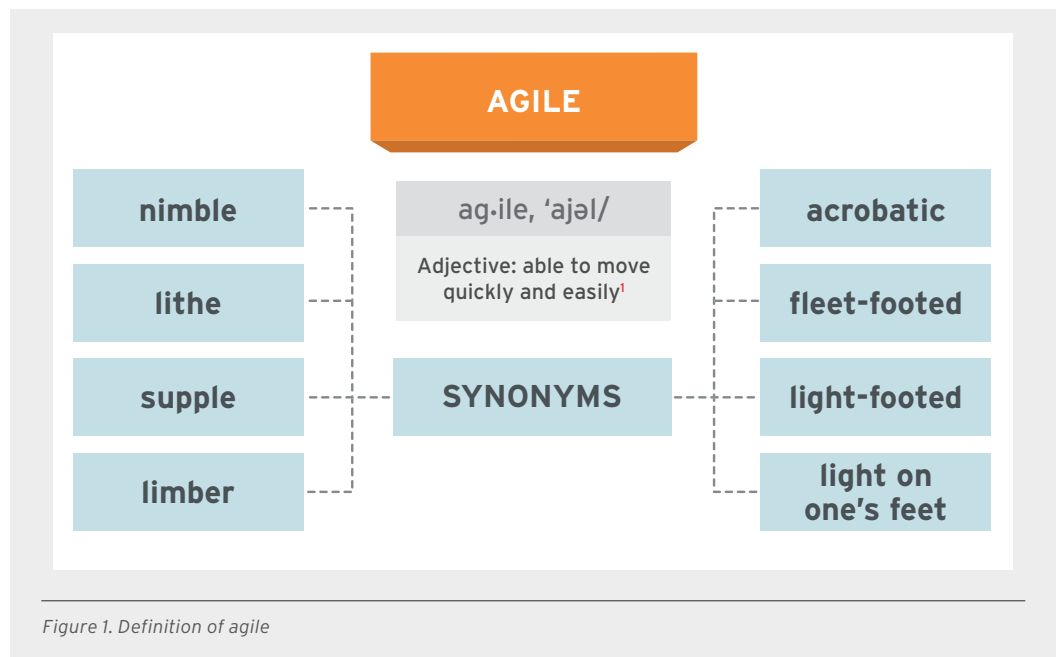 AGILE
ag•ile, ‘ajəl/
Adjective: able to move
quickly and easily¹
nimble
lithe
supple
limber
SYNONYMS
acrobatic
fleet-footed
light-footed
light on
one’s feet
Figure 1. Definition of agile